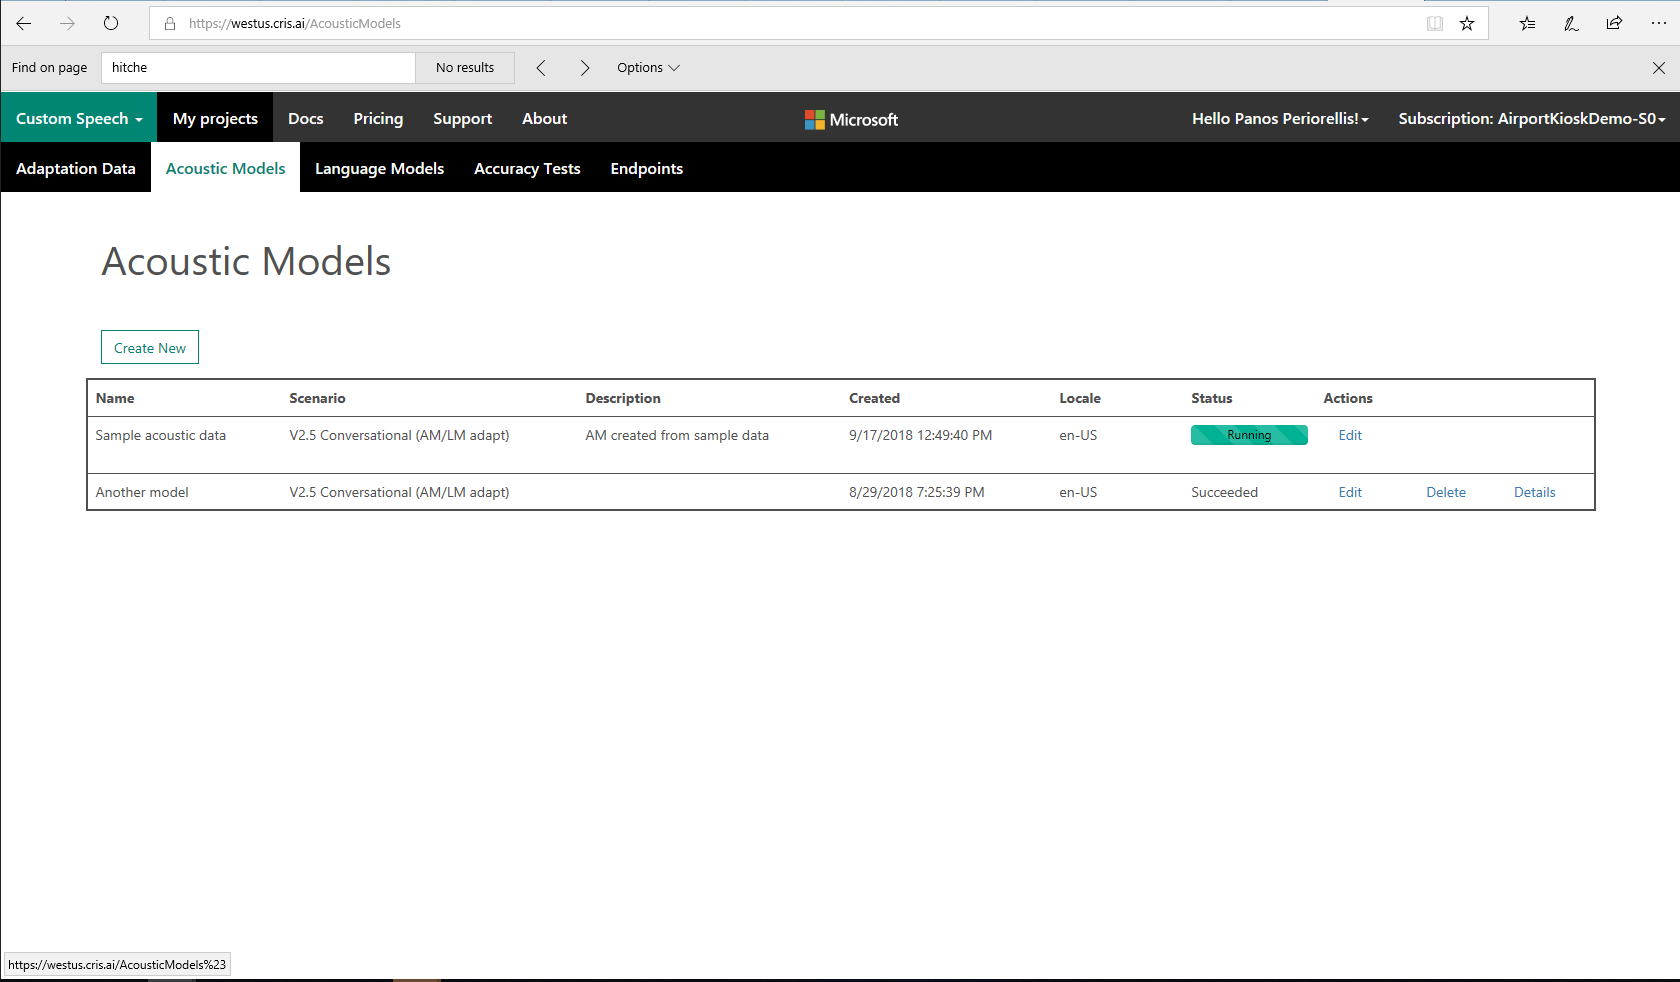 https://westus.cris.ai/AcousticModels
Find on page hitche No results Options
Custom Speech My projects Docs Pricing Support About Microsoft Hello Panos Periorellis! Subscription: AirportKioskDemo-S0
Adaptation Data Acoustic Models Language Models Accuracy Tests Endpoints
Acoustic Models
Create New
Name Scenario Description Created Locale Status Actions
Sample acoustic data V2.5 Conversational (AM/LM adapt) AM created from sample data 9/17/2018 12:49:40 PM en-US Running Edit
Another model V2.5 Conversational (AM/LM adapt) 8/29/2018 7:25:39 PM en-US Succeeded Edit Delete Details
https://westus.cris.ai/AcousticModels%23